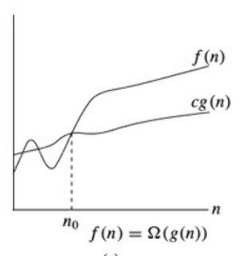 f(n)
cg(n)
n
n₀
f(n) = Ω(g(n))